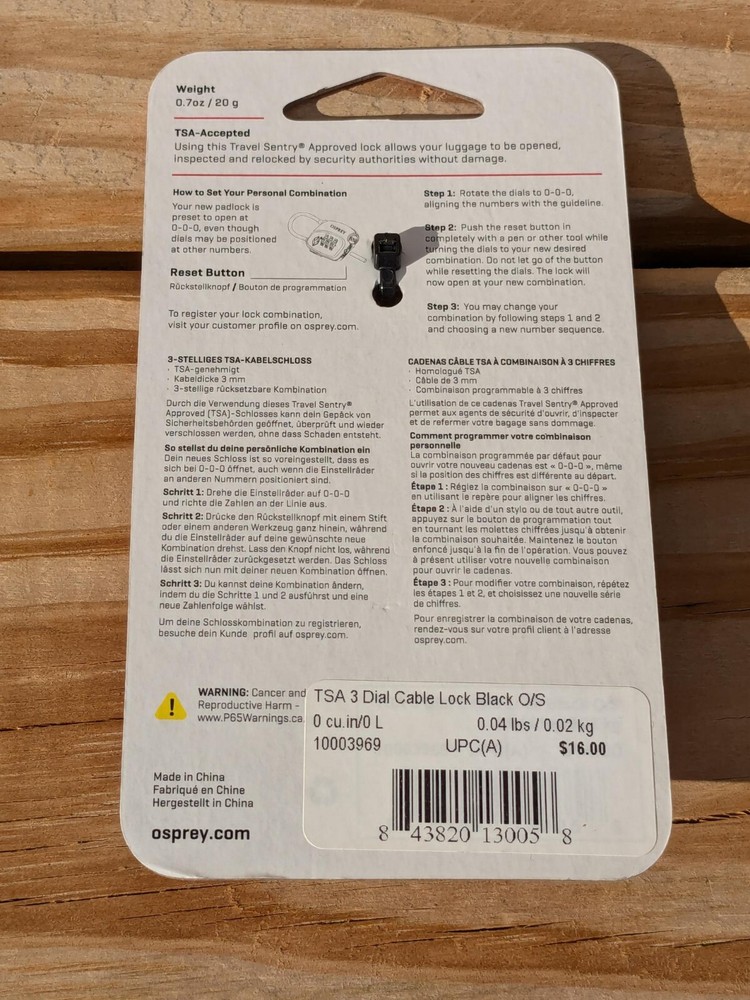 Weight
0.7oz / 20 g
TSA-Accepted
Using this Travel Sentry® Approved lock allows your luggage to be opened,
inspected and relocked by security authorities without damage.
How to Set Your Personal Combination
Your new padlock is
preset to open at
0-0-0, even though
dials may be positioned
at other numbers.
OSPREY
Reset Button
Rückstellknopf / Bouton de programmation
To register your lock combination,
visit your customer profile on osprey.com.
Step 1: Rotate the dials to 0-0-0,
aligning the numbers with the guideline.
Step 2: Push the reset button in
completely with a pen or other tool while
turning the dials to your new desired
combination. Do not let go of the button
while resetting the dials. The lock will
now open at your new combination.
Step 3: You may change your
combination by following steps 1 and 2
and choosing a new number sequence.
3-STELLIGES TSA-KABELSCHLOSS
· TSA-genehmigt
· Kabeldicke 3 mm
· 3-stellige rücksetzbare Kombination
Durch die Verwendung dieses Travel Sentry®
Approved (TSA)-Schlosses kann dein Gepäck von
Sicherheitsbehörden geöffnet, überprüft und wieder
verschlossen werden, ohne dass Schaden entsteht.
So stellst du deine persönliche Kombination ein
Dein neues Schloss ist so voreingestellt, dass es
sich bei 0-0-0 öffnet, auch wenn die Einstellräder
an anderen Nummern positioniert sind.
Schritt 1: Drehe die Einstellräder auf 0-0-0
und richte die Zahlen an der Linie aus.
Schritt 2: Drücke den Rückstellknopf mit einem Stift
oder einem anderen Werkzeug ganz hinein, während
du die Einstellräder auf deine gewünschte neue
Kombination drehst. Lass den Knopf nicht los, während
die Einstellräder zurückgesetzt werden. Das Schloss
lässt sich nun mit deiner neuen Kombination öffnen.
Schritt 3: Du kannst deine Kombination ändern,
indem du die Schritte 1 und 2 ausführst und eine
neue Zahlenfolge wählst.
Um deine Schlosskombination zu registrieren,
besuche dein Kunde profil auf osprey.com.
CADENAS CÂBLE TSA À COMBINAISON À 3 CHIFFRES
· Homologué TSA
· Câble de 3 mm
· Combinaison programmable à 3 chiffres
L'utilisation de ce cadenas Travel Sentry® Approved
permet aux agents de sécurité d'ouvrir, d'inspecter
et de refermer votre bagage sans dommage.
Comment programmer votre combinaison
personnelle
La combinaison programmée par défaut pour
ouvrir votre nouveau cadenas est « 0-0-0 », même
si la position des chiffres est différente au départ.
Étape 1 : Réglez la combinaison sur « 0-0-0 »
en utilisant le repère pour aligner les chiffres.
Étape 2 : À l'aide d'un stylo ou de tout autre outil,
appuyez sur le bouton de programmation tout
en tournant les molettes chiffrées jusqu'à obtenir
la combinaison souhaitée. Maintenez le bouton
enfoncé jusqu'à la fin de l'opération. Vous pouvez
à présent utiliser votre nouvelle combinaison
pour ouvrir le cadenas.
Étape 3 : Pour modifier votre combinaison, répétez
les étapes 1 et 2, et choisissez une nouvelle série
de chiffres.
Pour enregistrer la combinaison de votre cadenas,
rendez-vous sur votre profil client à l'adresse
osprey.com.
WARNING: Cancer and
Reproductive Harm -
www.P65Warnings.ca.
TSA 3 Dial Cable Lock Black O/S
0 cu.in/0 L 0.04 lbs / 0.02 kg
10003969 UPC(A) $16.00
8 43820 13005 8
Made in China
Fabriqué en Chine
Hergestellt in China
osprey.com